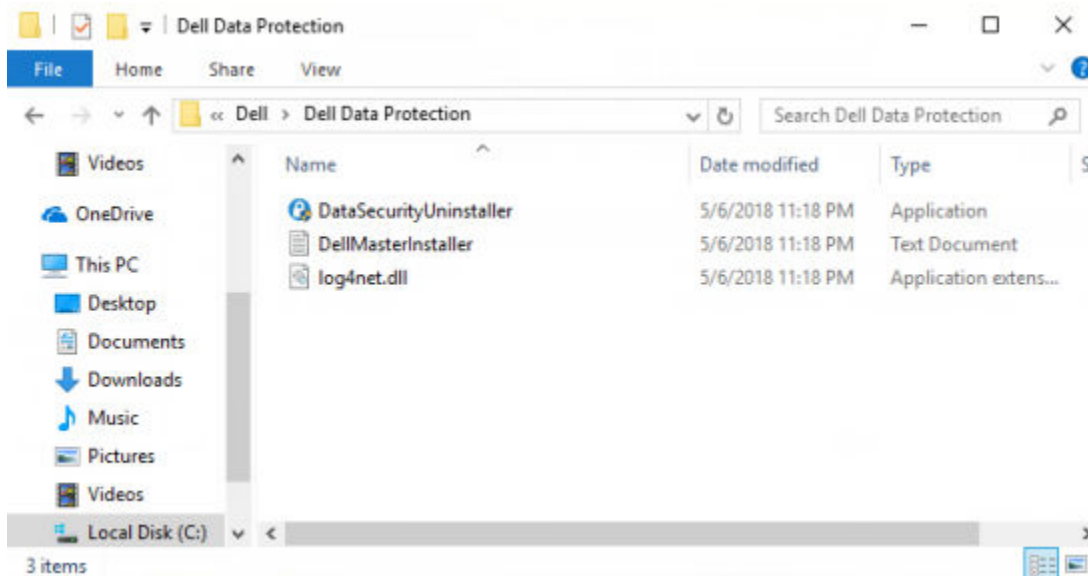 Dell Data Protection
File Home Share View
« Dell > Dell Data Protection
Search Dell Data Protection
Name Date modified Type S
DataSecurityUninstaller 5/6/2018 11:18 PM Application
DellMasterInstaller 5/6/2018 11:18 PM Text Document
log4net.dll 5/6/2018 11:18 PM Application extens...
Videos
OneDrive
This PC
Desktop
Documents
Downloads
Music
Pictures
Videos
Local Disk (C:)
3 items